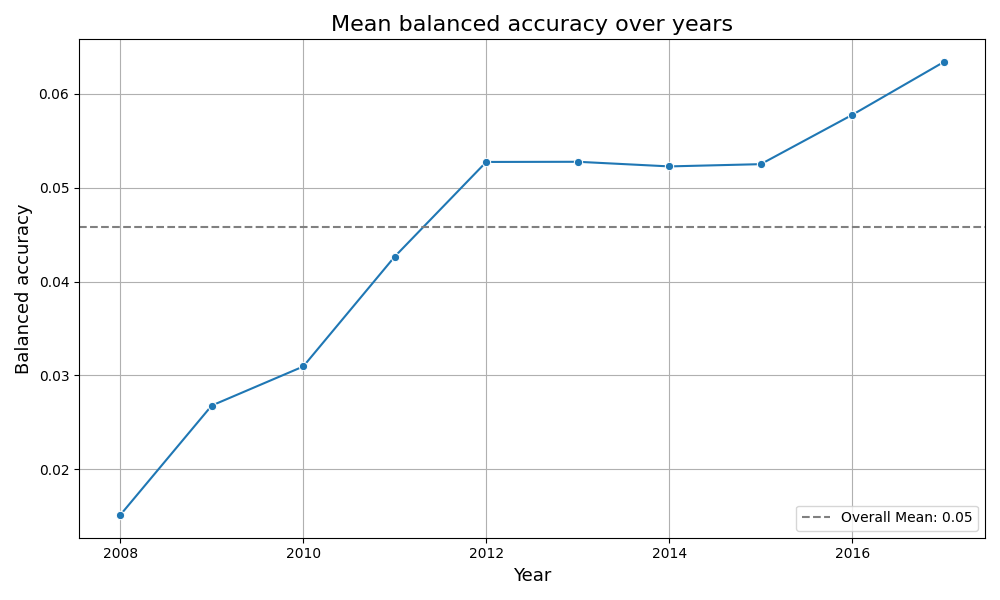 Mean balanced accuracy over years
Balanced accuracy
0.06
0.05
0.04
0.03
0.02
2008
2010
2012
2014
2016
Year
Overall Mean: 0.05